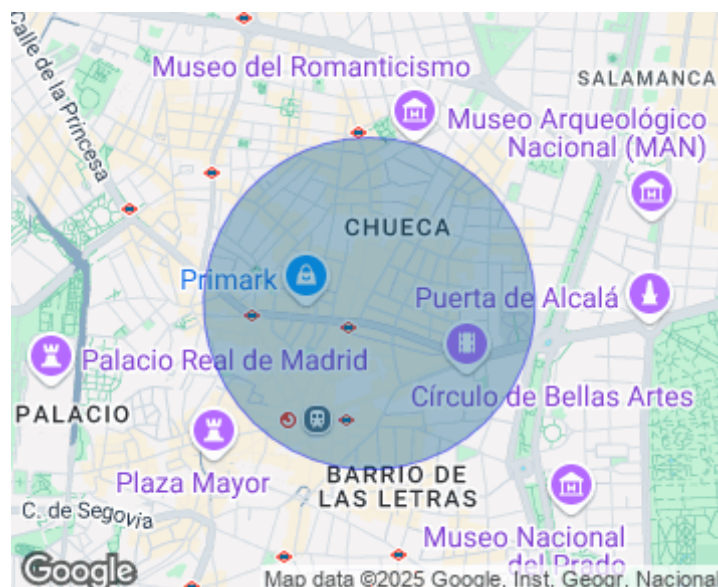 Calle de la Princesa
Museo del Romanticismo
SALAMANCA
Museo Arqueológico
Nacional (MAN)
CHUECA
Primark
Puerta de Alcalá
Palacio Real de Madrid
Círculo de Bellas Artes
PALACIO
Plaza Mayor
BARRIO DE
LAS LETRAS
C. de Segovia
Museo Nacional
del Prado
Google
Map data ©2025 Google, Inst. Geogr. Nacional